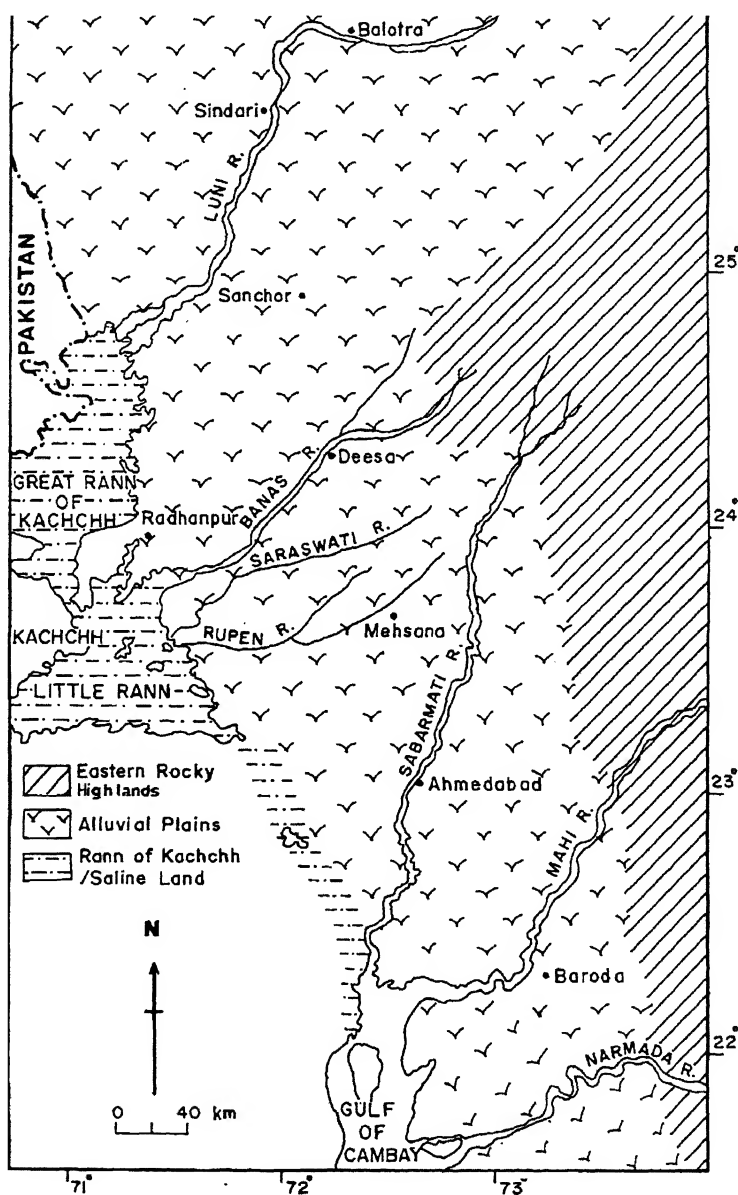 Balotra
Sindari
LUNI R.
25°
PAKISTAN
Sanchor
BANAS R.
Deesa
GREAT RANN
OF
KACHCHH
Radhanpur
24°
SARASWATI R.
RUPEN R.
Mehsana
KACHCHH
LITTLE RANN
SABARMATI R.
Eastern Rocky
Highlands
Ahmedabad
23°
Alluvial Plains
MAHI R.
Rann of Kachchh
/Saline Land
N
Baroda
22°
NARMADA R.
0 40 km
GULF
OF
CAMBAY
71° 72° 73°